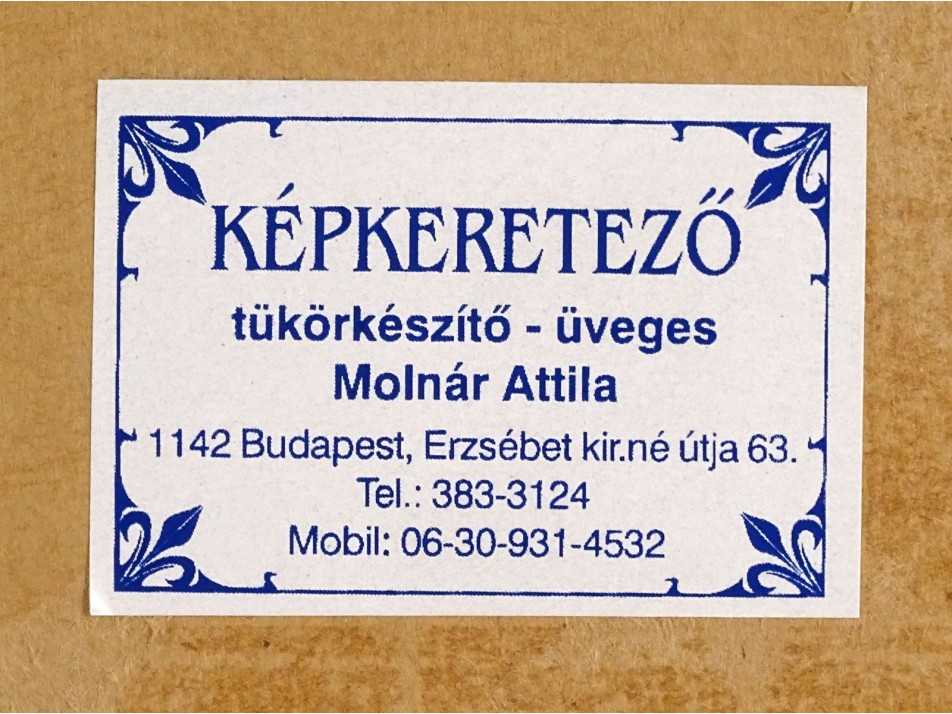 KÉPKERETEZŐ
tükörkészítő - üveges
Molnár Attila
1142 Budapest, Erzsébet kir.né útja 63.
Tel.: 383-3124
Mobil: 06-30-931-4532